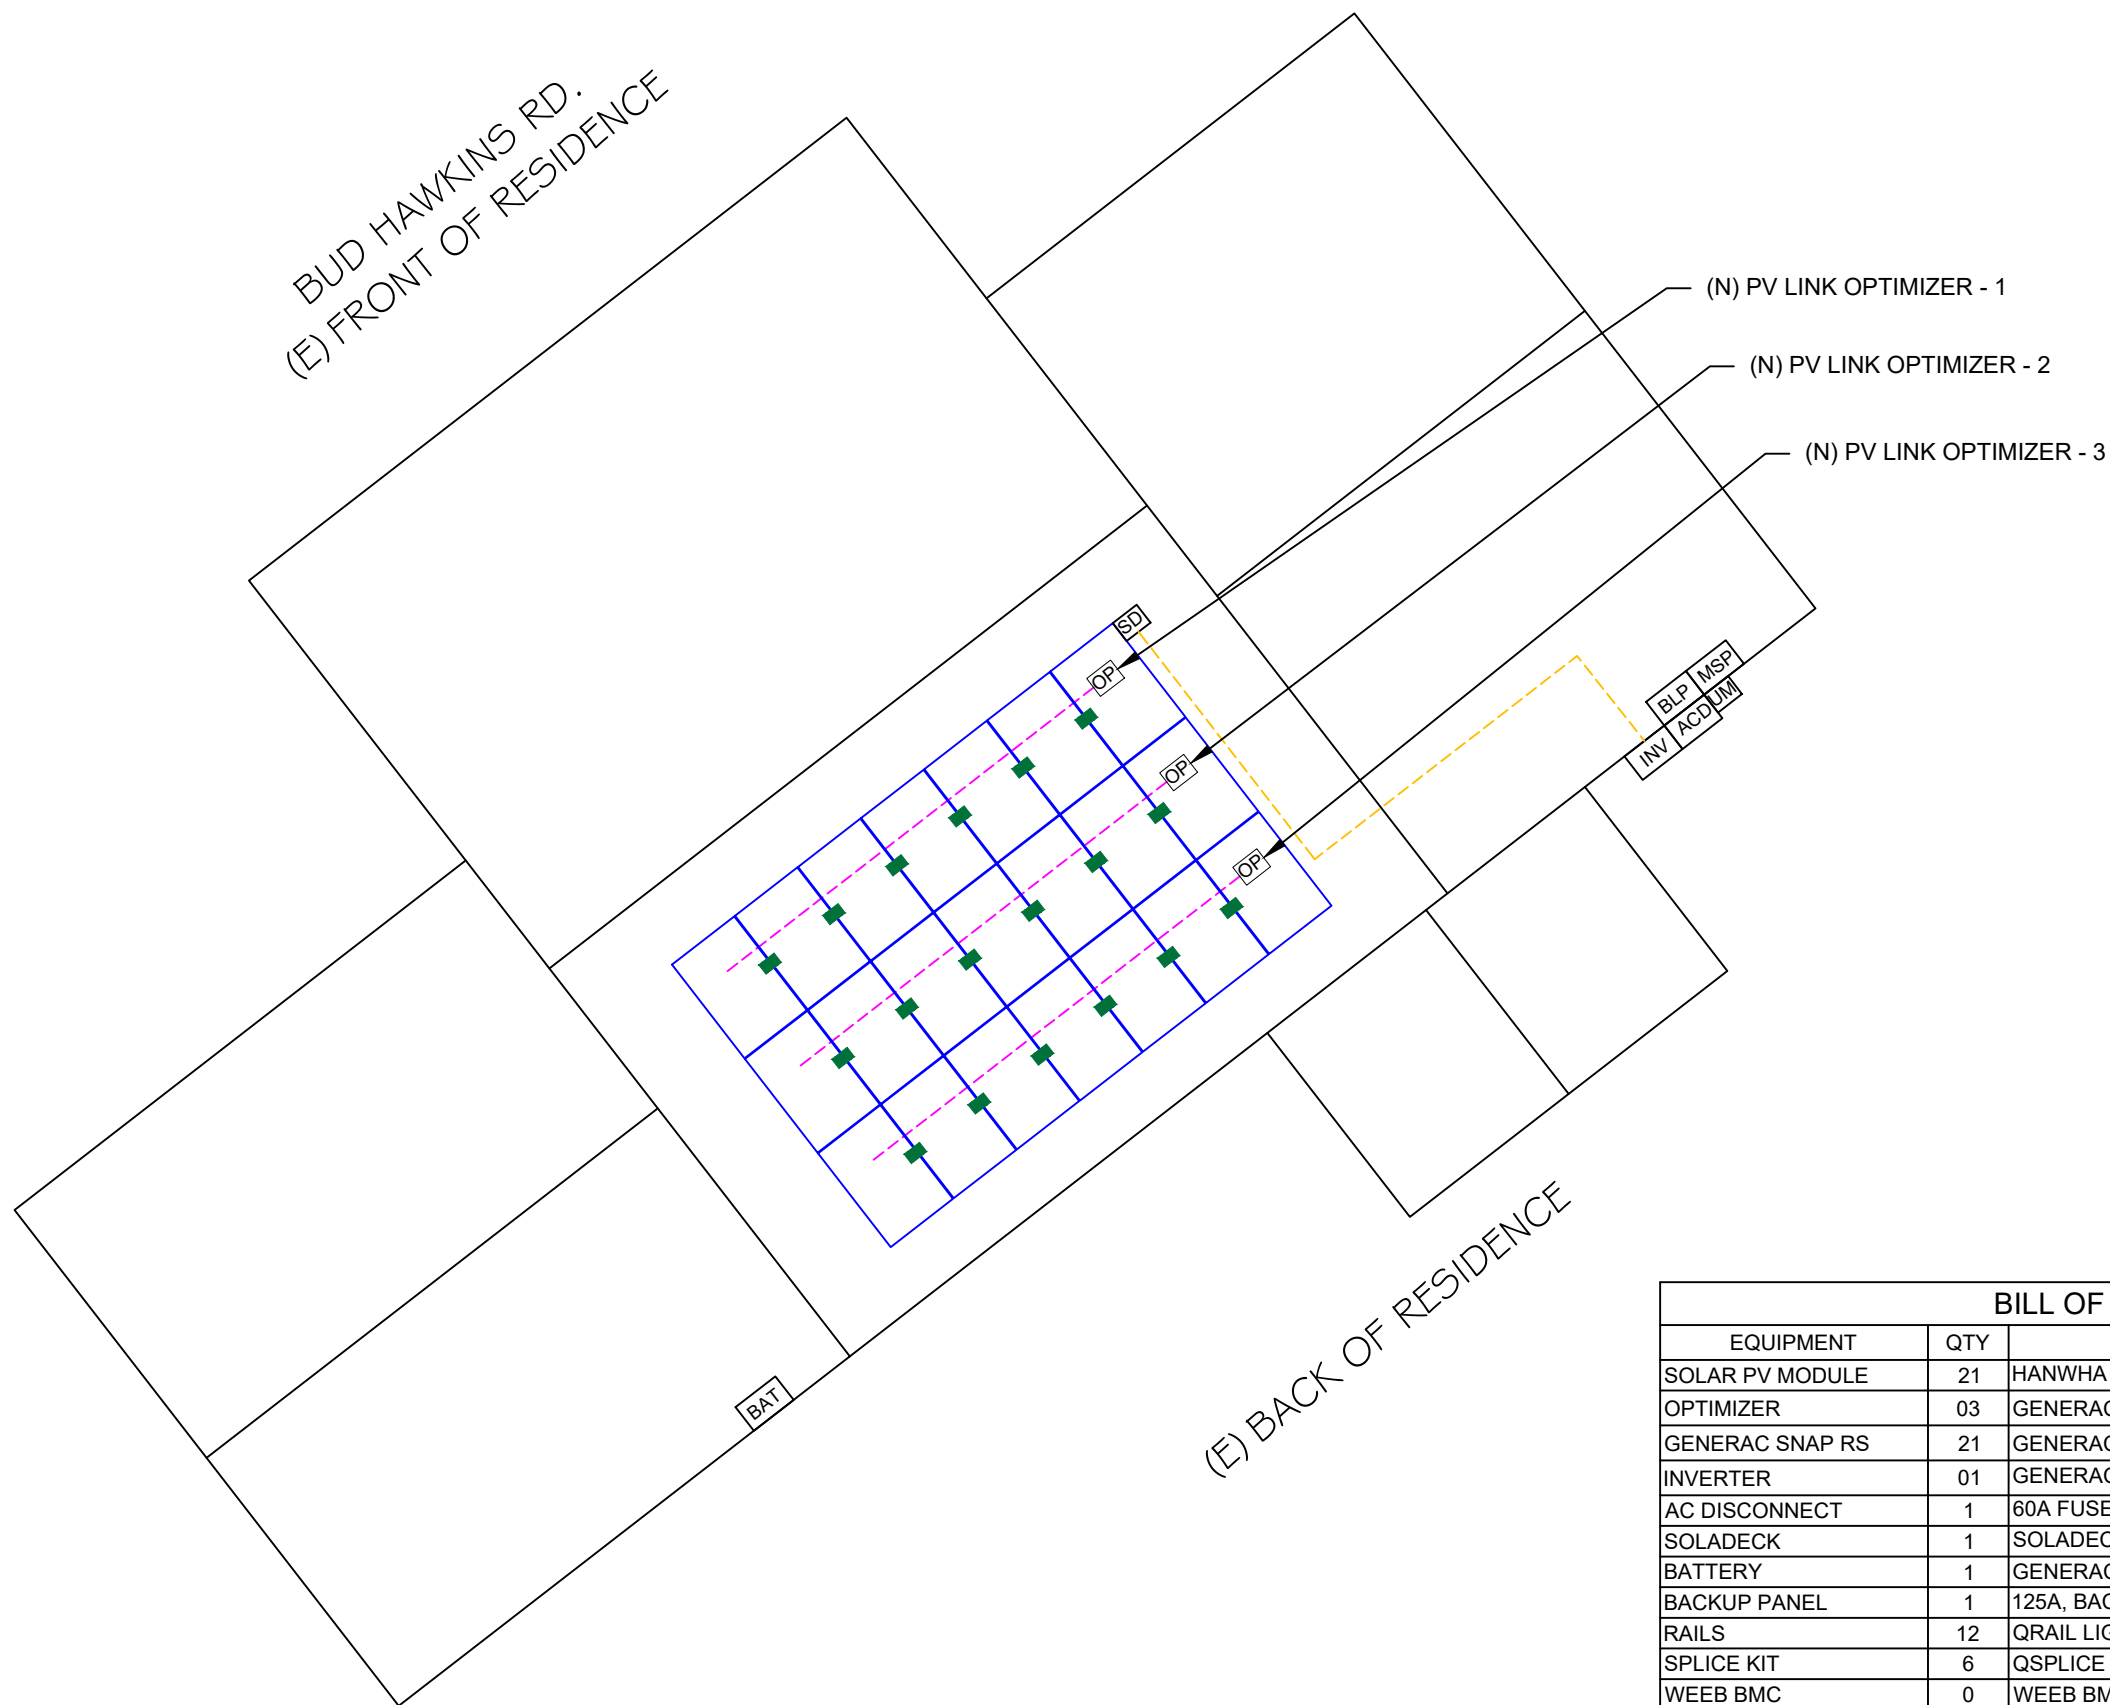 BUD HAWKINS RD.
(E) FRONT OF RESIDENCE
(N) PV LINK OPTIMIZER - 1
(N) PV LINK OPTIMIZER - 2
(N) PV LINK OPTIMIZER - 3
SD
OP
OP
OP
BLP MSP
INV ACD UM
BAT
(E) BACK OF RESIDENCE
BILL OF
EQUIPMENT QTY
SOLAR PV MODULE 21 HANWHA
OPTIMIZER 03 GENERAC
GENERAC SNAP RS 21 GENERAC
INVERTER 01 GENERAC
AC DISCONNECT 1 60A FUSE
SOLADECK 1 SOLADEC
BATTERY 1 GENERAC
BACKUP PANEL 1 125A, BAC
RAILS 12 QRAIL LIG
SPLICE KIT 6 QSPLICE
WEEB BMC 0 WEEB BM